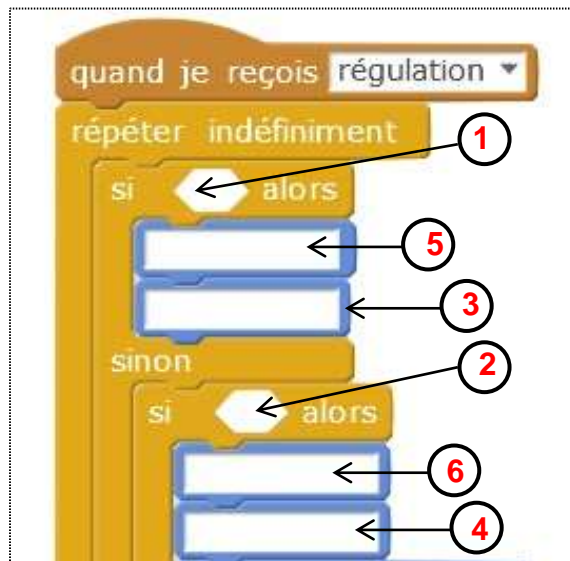 quand je reçois régulation
répéter indéfiniment
1
si alors
5
3
sinon
2
si alors
6
4